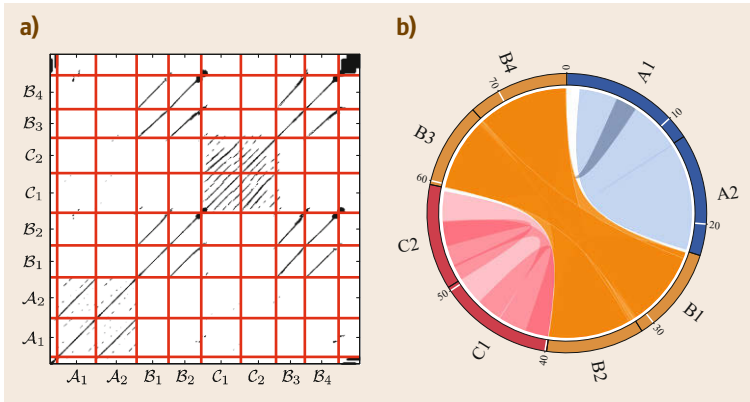 a)
ℬ₄
ℬ₃
𝒞₂
𝒞₁
ℬ₂
ℬ₁
𝒜₂
𝒜₁
𝒜₁ 𝒜₂ ℬ₁ ℬ₂ 𝒞₁ 𝒞₂ ℬ₃ ℬ₄
b)
0
A1
10
A2
20
B1
30
B2
40
C1
50
C2
60
B3
70
B4